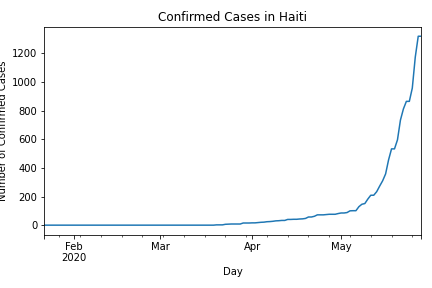 Confirmed Cases in Haiti
Number of Confirmed Cases
1200
1000
800
600
400
200
0
Feb
2020
Mar
Apr
May
Day